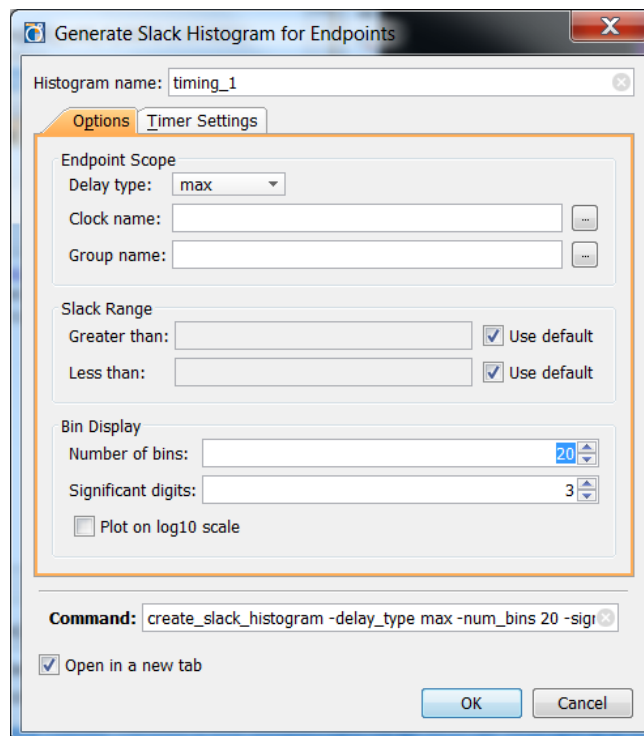 Generate Slack Histogram for Endpoints
Histogram name: timing_1
Options Timer Settings
Endpoint Scope
Delay type: max
Clock name: ...
Group name: ...
Slack Range
Greater than: Use default
Less than: Use default
Bin Display
Number of bins: 20
Significant digits: 3
Plot on log10 scale
Command: create_slack_histogram -delay_type max -num_bins 20 -sigr
Open in a new tab
OK Cancel